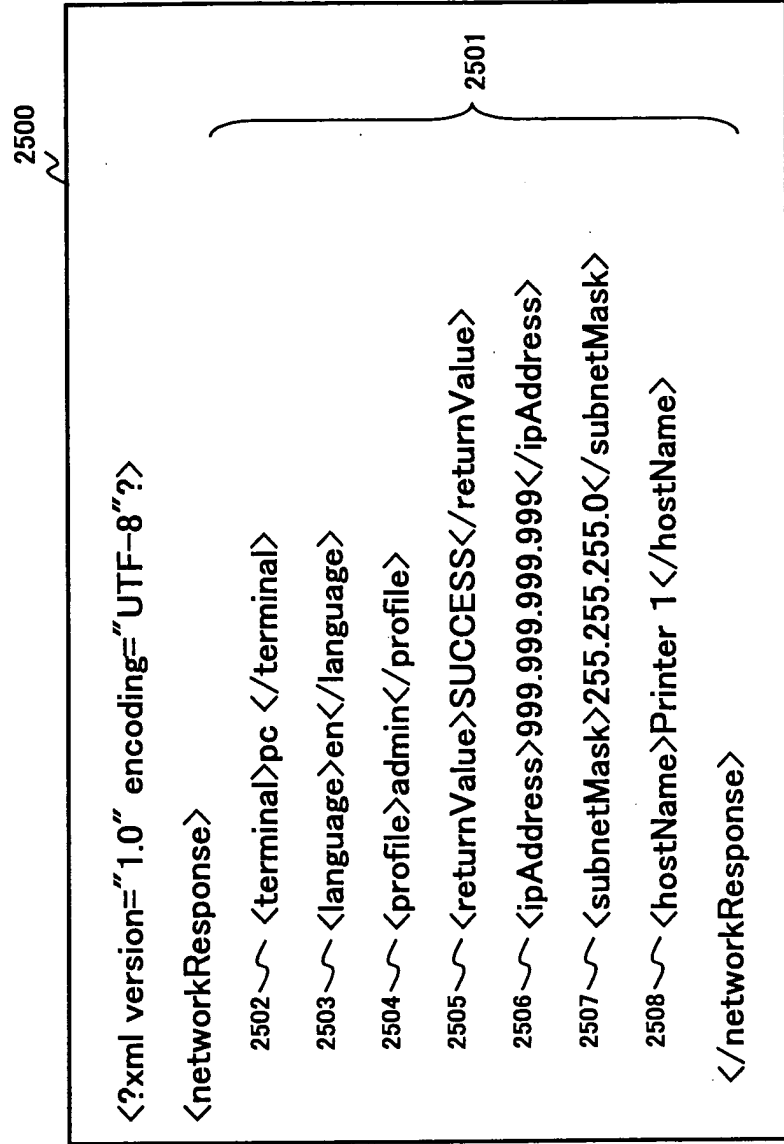 2500
<?xml version="1.0" encoding="UTF-8"?>
<networkResponse>
2502 <terminal>pc </terminal>
2503 <language>en</language>
2504 <profile>admin</profile>
2505 <returnValue>SUCCESS</returnValue>
2506 <ipAddress>999.999.999.999</ipAddress>
2507 <subnetMask>255.255.255.0</subnetMask>
2508 <hostName>Printer 1</hostName>
</networkResponse>
2501